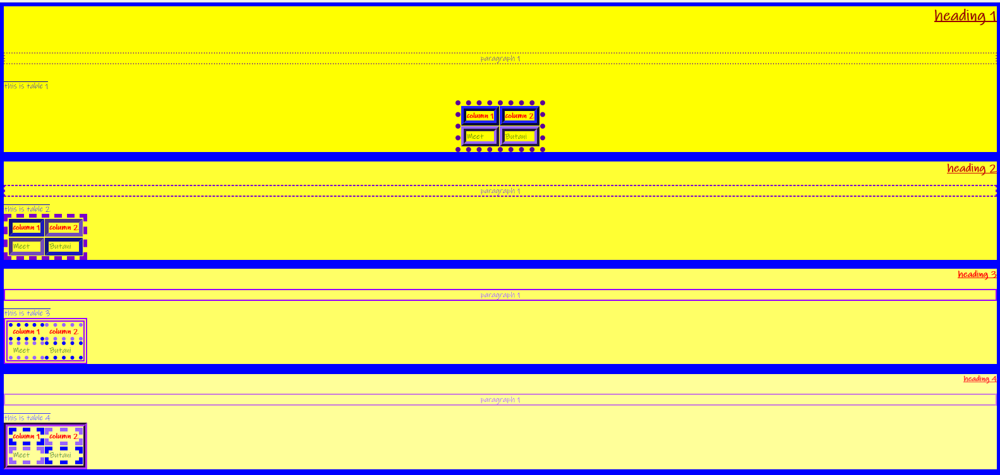 heading 1
paragraph 1
this is table 1
column 1 column 2
Meet Butani
heading 2
paragraph 1
this is table 2
column 1 column 2
Meet Butani
heading 3
paragraph 1
this is table 3
column 1 column 2
Meet Butani
heading 4
paragraph 1
this is table 4
column 1 column 2
Meet Butani